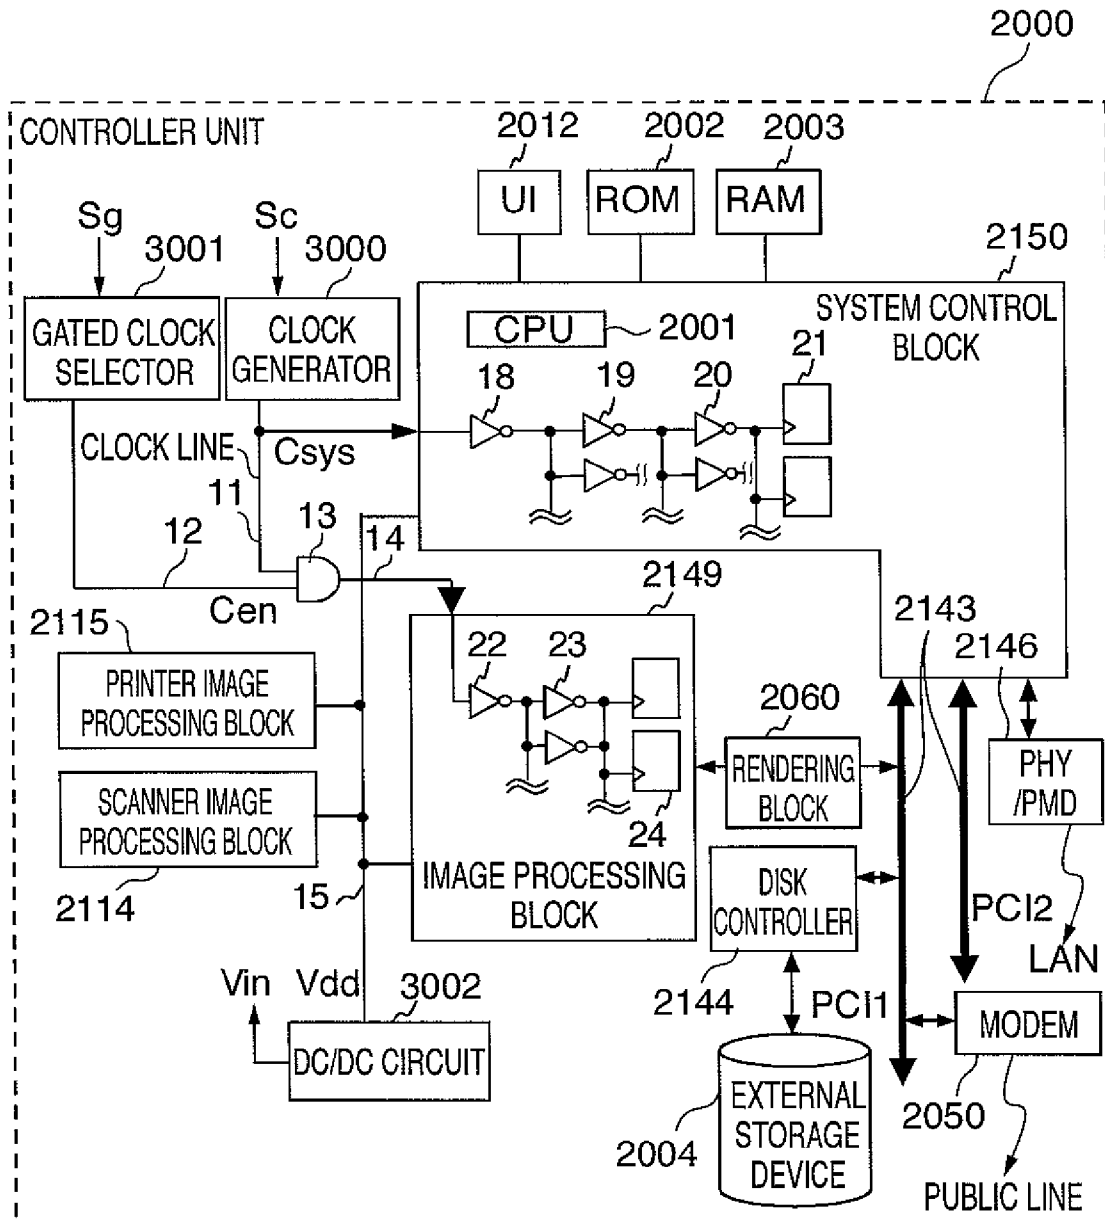 2000
CONTROLLER UNIT
2012
2002
2003
UI
ROM
RAM
Sg
Sc
3001
3000
2150
GATED CLOCK
SELECTOR
CLOCK
GENERATOR
SYSTEM CONTROL
BLOCK
CPU
2001
21
18
19
20
CLOCK LINE
Csys
11
12
13
14
Cen
2149
2143
2146
2115
PRINTER IMAGE
PROCESSING BLOCK
22
23
2060
RENDERING
BLOCK
PHY
/PMD
SCANNER IMAGE
PROCESSING BLOCK
24
2114
15
IMAGE PROCESSING
BLOCK
DISK
CONTROLLER
PCI2
LAN
Vin
Vdd
3002
2144
PCI1
DC/DC CIRCUIT
MODEM
2050
EXTERNAL
STORAGE
DEVICE
2004
PUBLIC LINE